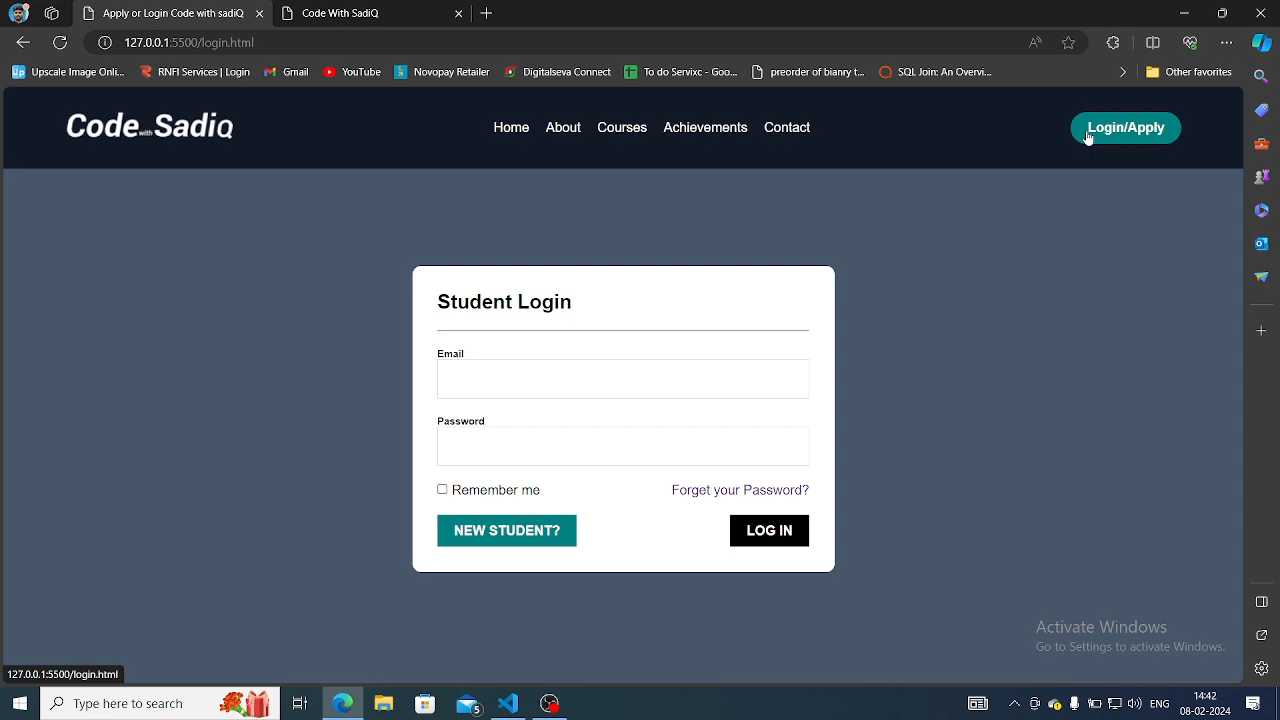 Apply or Login Code with sadiQ
Code With SadiQ
127.0.0.1:5500/login.html
Upscale Image Onli...
RNFI Services | Login
Gmail
YouTube
Novopay Retailer
Digitalseva Connect
To do Servixc - Goo...
preorder of binry t...
SQL Join: An Overvi...
Other favorites
Code with SadiQ
Home About Courses Achievements Contact
Login/Apply
Student Login
Email
Password
Remember me
Forget your Password?
NEW STUDENT?
LOG IN
Activate Windows
Go to Settings to activate Windows.
127.0.0.1:5500/login.html
Type here to search
5
ENG
14:42
08-02-2024